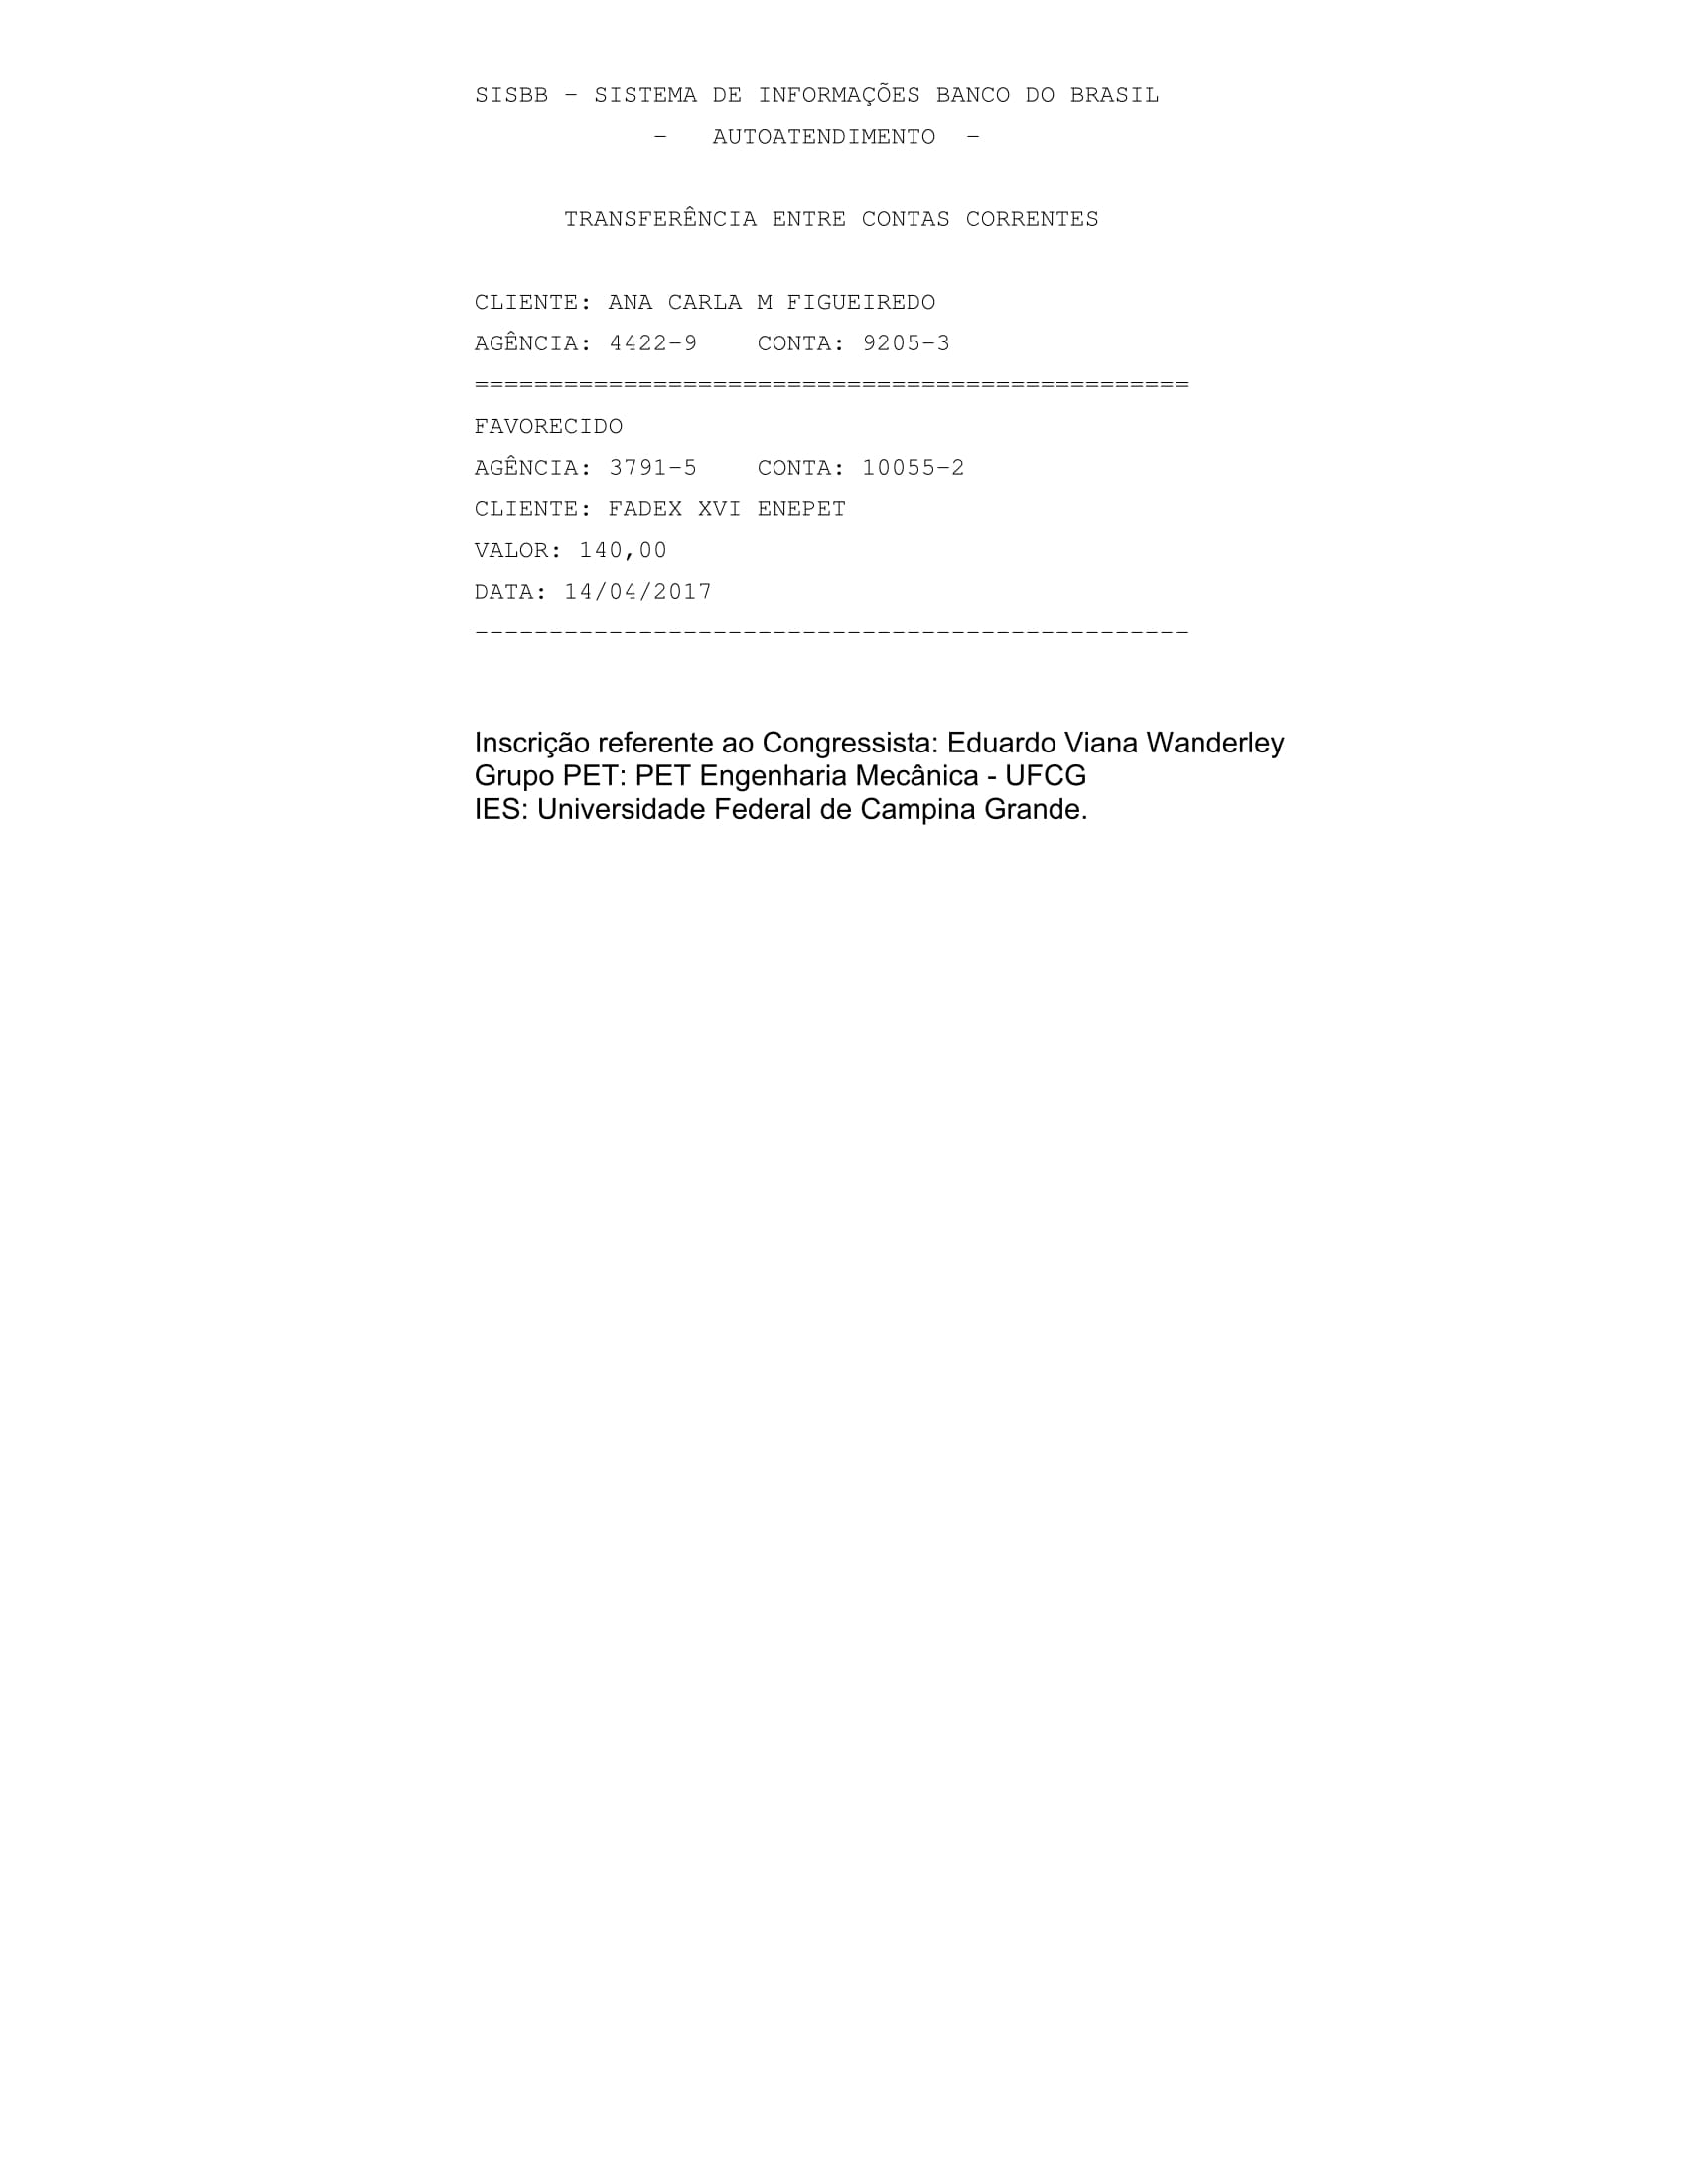 SISBB - SISTEMA DE INFORMAÇÕES BANCO DO BRASIL
- AUTOATENDIMENTO -
TRANSFERÊNCIA ENTRE CONTAS CORRENTES
CLIENTE: ANA CARLA M FIGUEIREDO
AGÊNCIA: 4422-9 CONTA: 9205-3
================================================
FAVORECIDO
AGÊNCIA: 3791-5 CONTA: 10055-2
CLIENTE: FADEX XVI ENEPET
VALOR: 140,00
DATA: 14/04/2017
------------------------------------------------
Inscrição referente ao Congressista: Eduardo Viana Wanderley
Grupo PET: PET Engenharia Mecânica - UFCG
IES: Universidade Federal de Campina Grande.